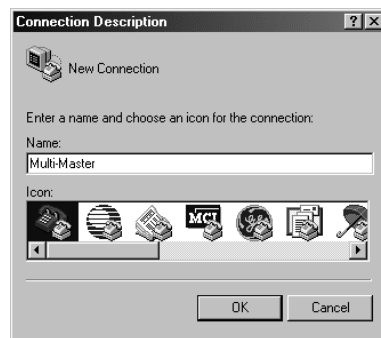 Connection Description
New Connection
Enter a name and choose an icon for the connection:
Name:
Multi-Master
Icon:
MCI
OK
Cancel